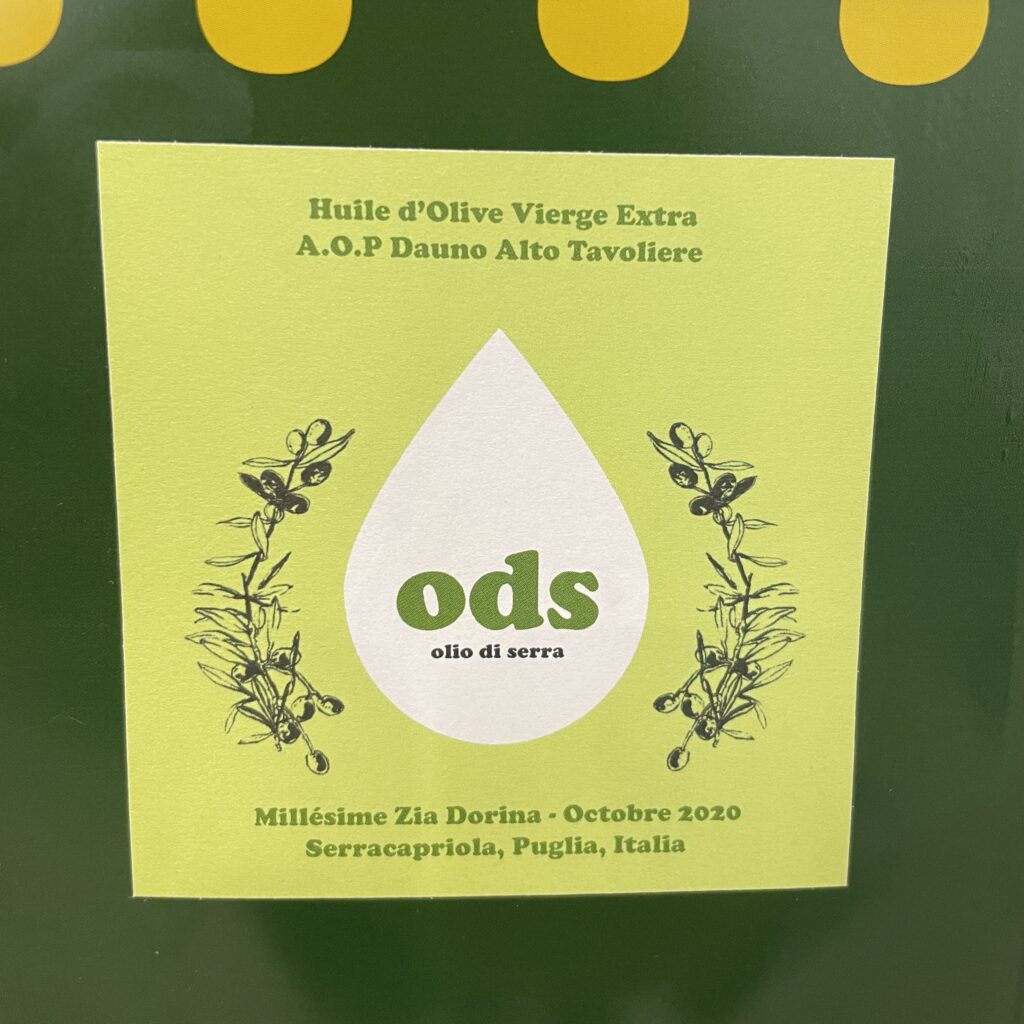 Huile d'Olive Vierge Extra
A.O.P Dauno Alto Tavoliere
ods
olio di serra
Millésime Zia Dorina - Octobre 2020
Serracapriola, Puglia, Italia